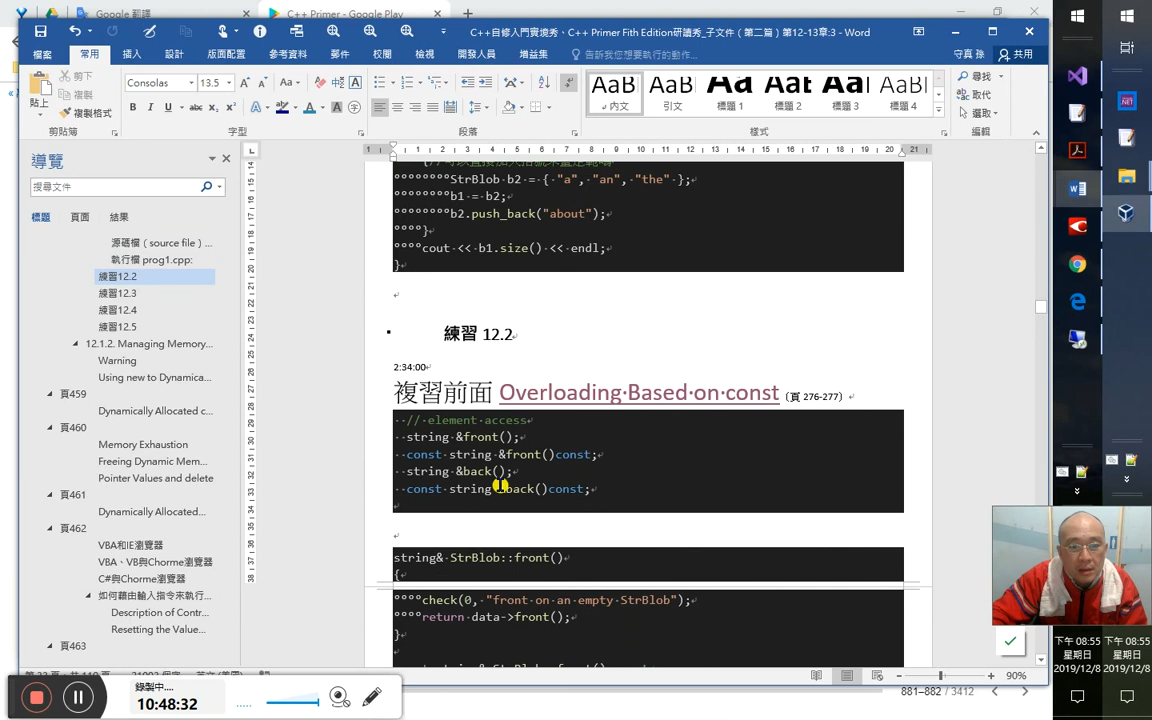 Google 翻譯
C++ Primer - Google Play
C++自修入門竇焌秀、C++ Primer Fith Edition研讀多_子文件（第二篇）第12-13章:3 - Word
檔案
常用
插入
設計
版面配置
參考資料
郵件
校閱
檢視
開發人員
增益集
告訴我您想要執行的動作...
守真 孫
共用
貼上
剪下
複製
複製格式
剪貼簿
Consolas
13.5
字型
段落
AaB
內文
AaB
引文
AaB
標題 1
Aat
標題 2
Aal
標題 3
AaBI
標題 4
樣式
尋找
取代
選取
編輯
導覽
搜尋文件
標題
頁面
結果
源碼檔（source file）...
執行檔 prog1.cpp:
練習12.2
練習12.3
練習12.4
練習12.5
12.1.2. Managing Memory...
Warning
Using new to Dynamica...
頁459
Dynamically Allocated c...
頁460
Memory Exhaustion
Freeing Dynamic Mem...
Pointer Values and delete
頁461
Dynamically Allocated...
頁462
VBA和IE瀏覽器
VBA、VB與Chorme瀏覽器
C#與Chorme瀏覽器
如何藉由輸入指令來執行...
Description of Contr...
Resetting the Value...
頁463
StrBlob b2 = { "a", "an", "the" };
b1 = b2;
b2.push_back("about");
}
cout << b1.size() << endl;
}
練習 12.2
2:34:00
複習前面 Overloading Based on const（頁 276-277）
// element access
string &front();
const string &front()const;
string &back();
const string &back()const;
string& StrBlob::front()
{
check(0, "front on an empty StrBlob");
return data->front();
}
90%
881–882 / 3412
錄製中....
10:48:32
下午 08:55
星期日
2019/12/8
下午 08:55
星期日
2019/12/8